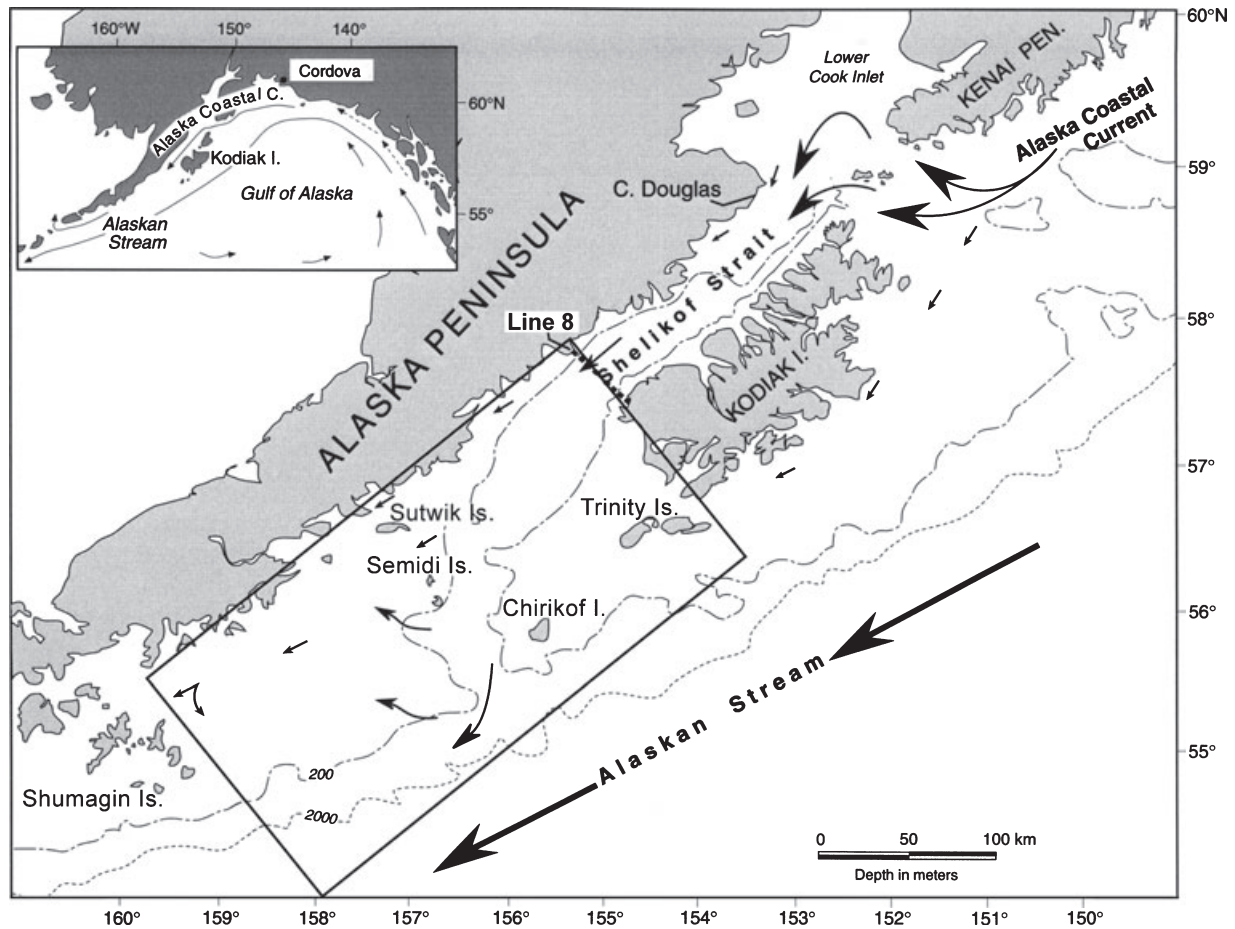 160°W 150° 140°
Cordova
Alaska Coastal C.
60°N
Kodiak I.
Gulf of Alaska
55°
Alaskan
Stream
60°N
Lower
Cook Inlet
KENAI PEN.
Alaska Coastal
Current
59°
C. Douglas
Shelikof Strait
ALASKA PENINSULA
Line 8
58°
KODIAK I.
57°
Sutwik Is.
Trinity Is.
Semidi Is.
Chirikof I.
56°
Alaskan Stream
55°
200
2000
Shumagin Is.
0 50 100 km
Depth in meters
160° 159° 158° 157° 156° 155° 154° 153° 152° 151° 150°